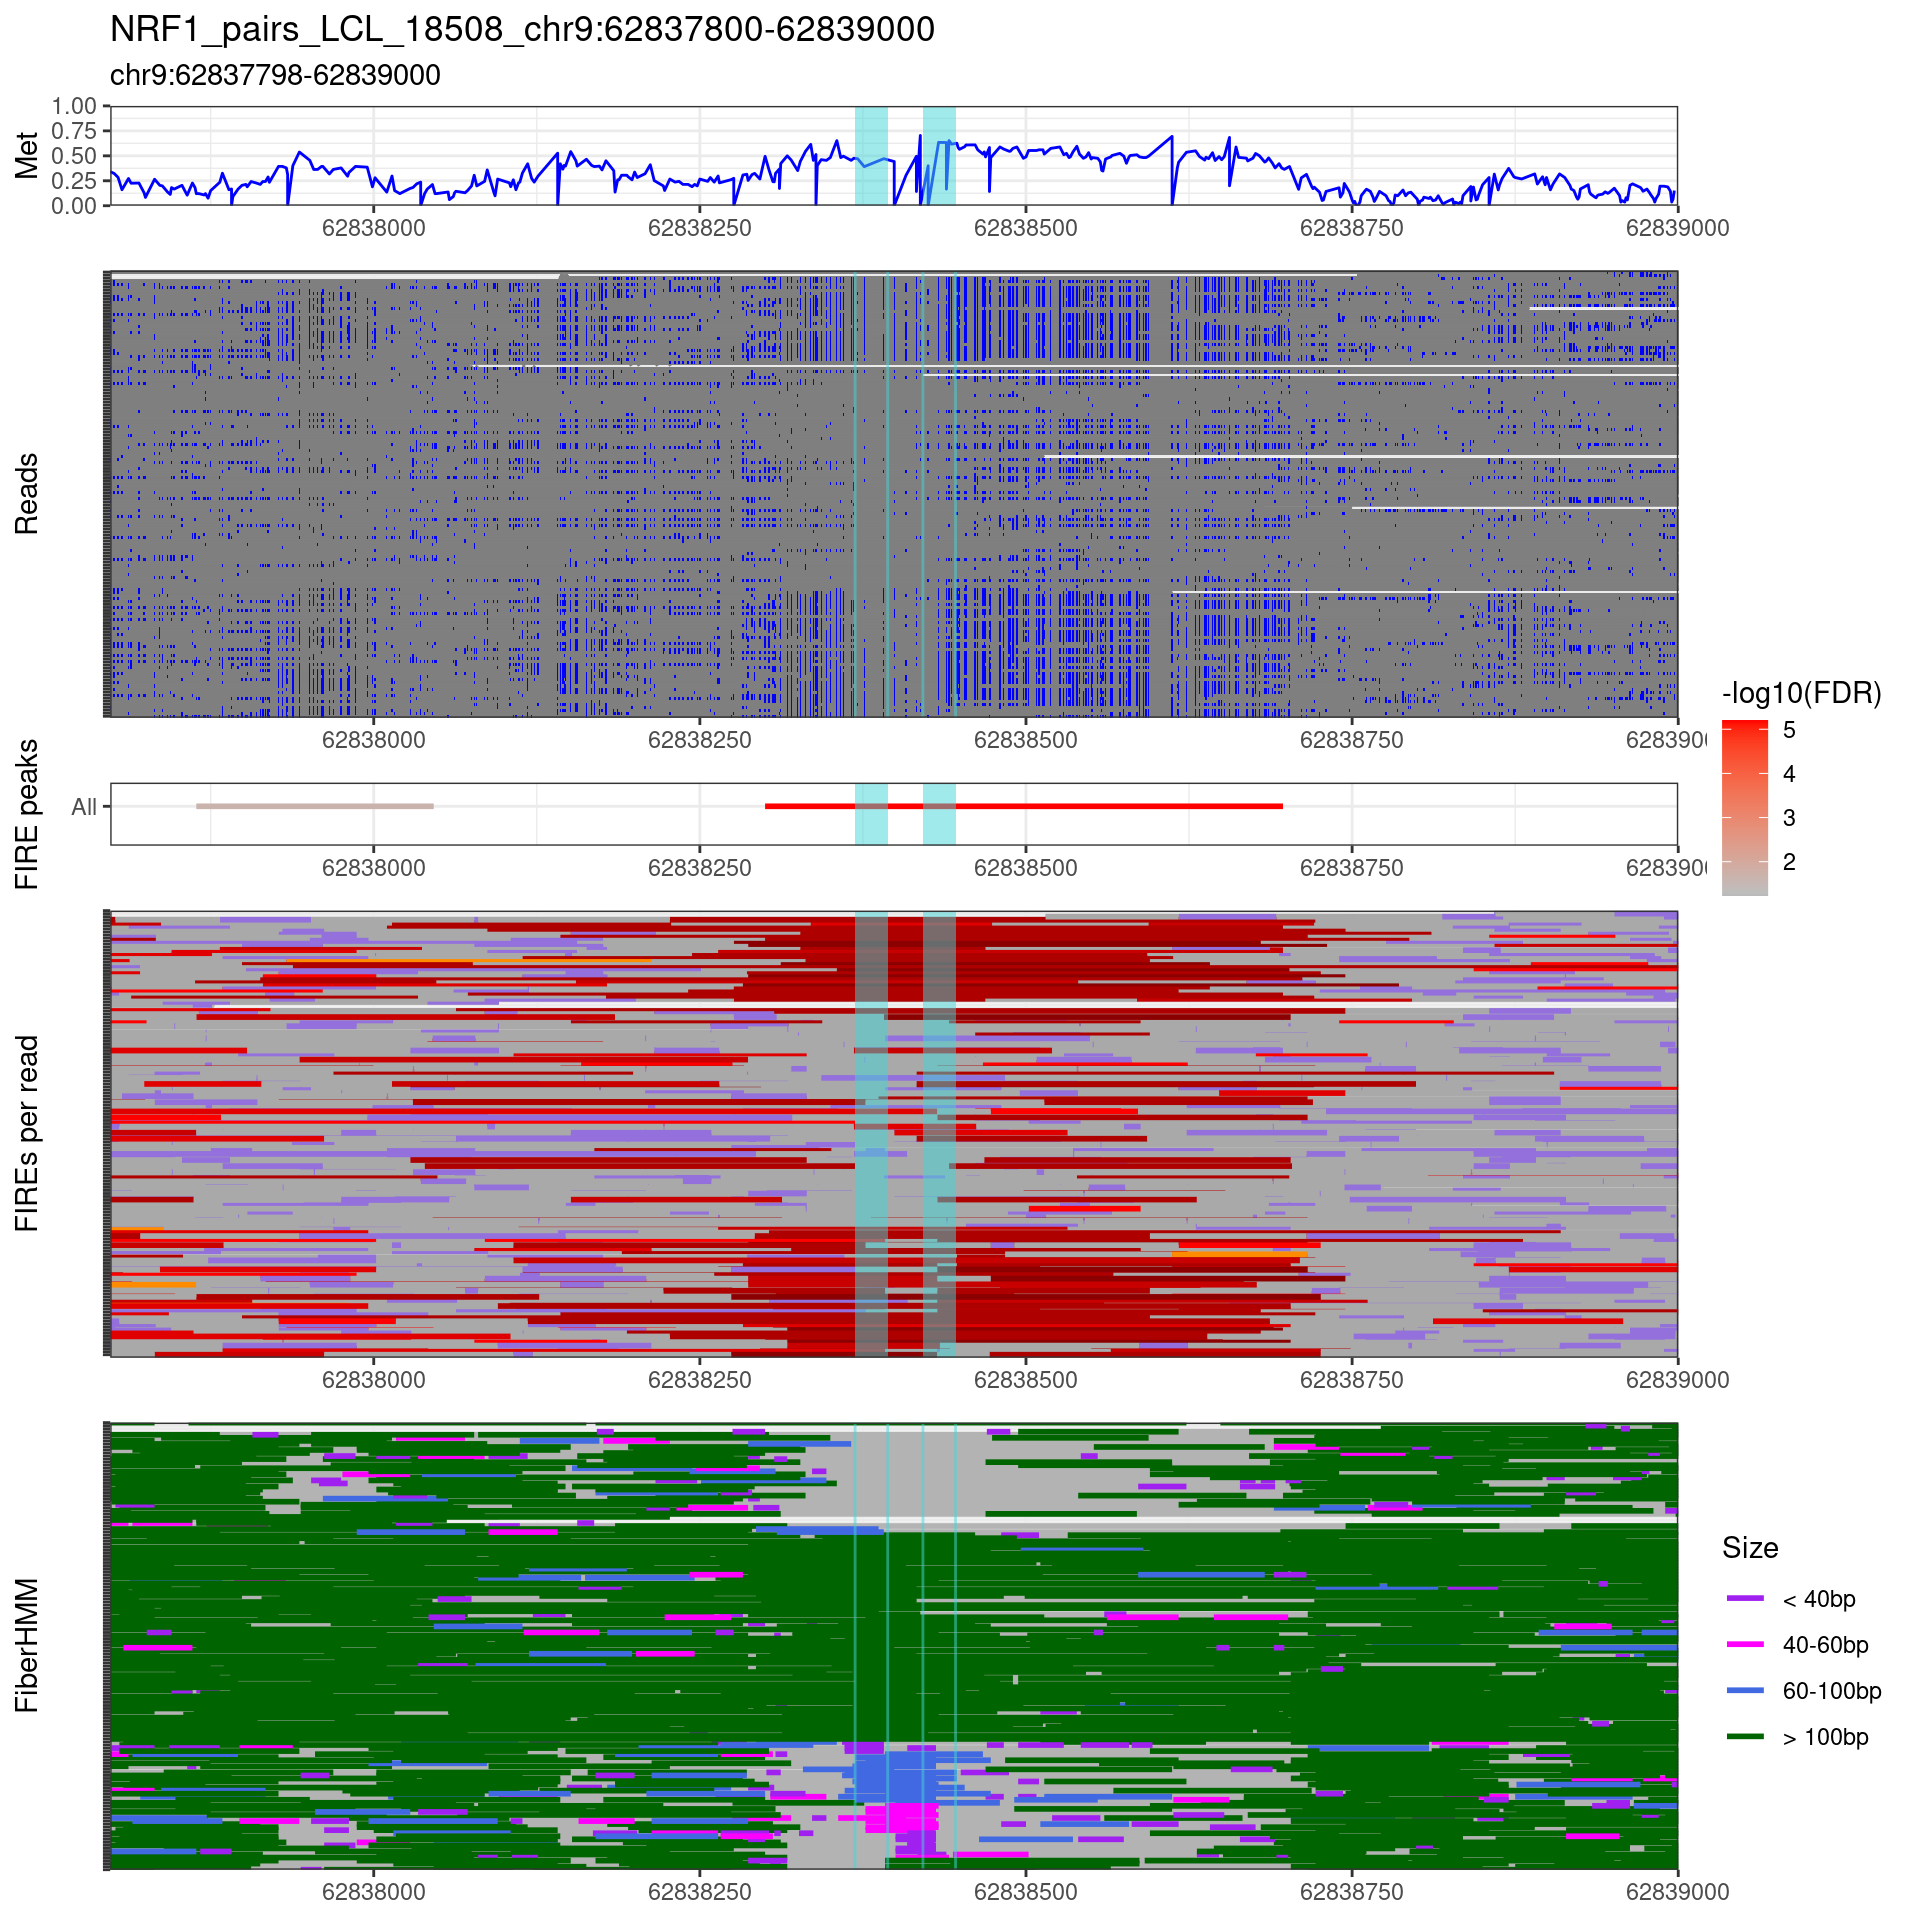 NRF1_pairs_LCL_18508_chr9:62837800-62839000
chr9:62837798-62839000
Met
1.00
0.75
0.50
0.25
0.00
62838000 62838250 62838500 62838750 62839000
Reads
62838000 62838250 62838500 62838750 6283900
FIRE peaks
All
62838000 62838250 62838500 62838750 6283900
-log10(FDR)
5
4
3
2
FIREs per read
62838000 62838250 62838500 62838750 62839000
FiberHMM
62838000 62838250 62838500 62838750 62839000
Size
< 40bp
40-60bp
60-100bp
> 100bp